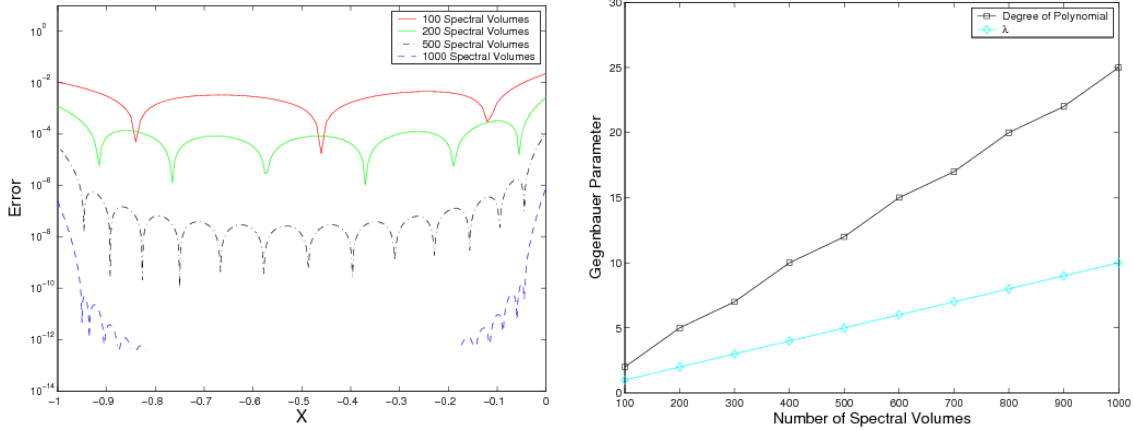 10^0
10^-2
10^-4
10^-6
10^-8
10^-10
10^-12
10^-14
Error
100 Spectral Volumes
200 Spectral Volumes
500 Spectral Volumes
1000 Spectral Volumes
-1 -0.9 -0.8 -0.7 -0.6 -0.5 -0.4 -0.3 -0.2 -0.1 0
X
30
25
20
15
10
5
0
Gegenbauer Parameter
Degree of Polynomial
λ
100 200 300 400 500 600 700 800 900 1000
Number of Spectral Volumes